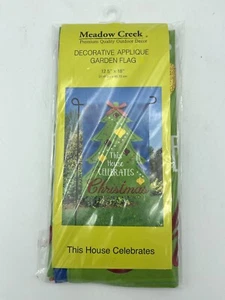 Meadow Creek
Premium Quality Outdoor Decor
DECORATIVE APPLIQUE
GARDEN FLAG
12.5" x 18"
This
House
CELEBRATES
Christmas
This House Celebrates